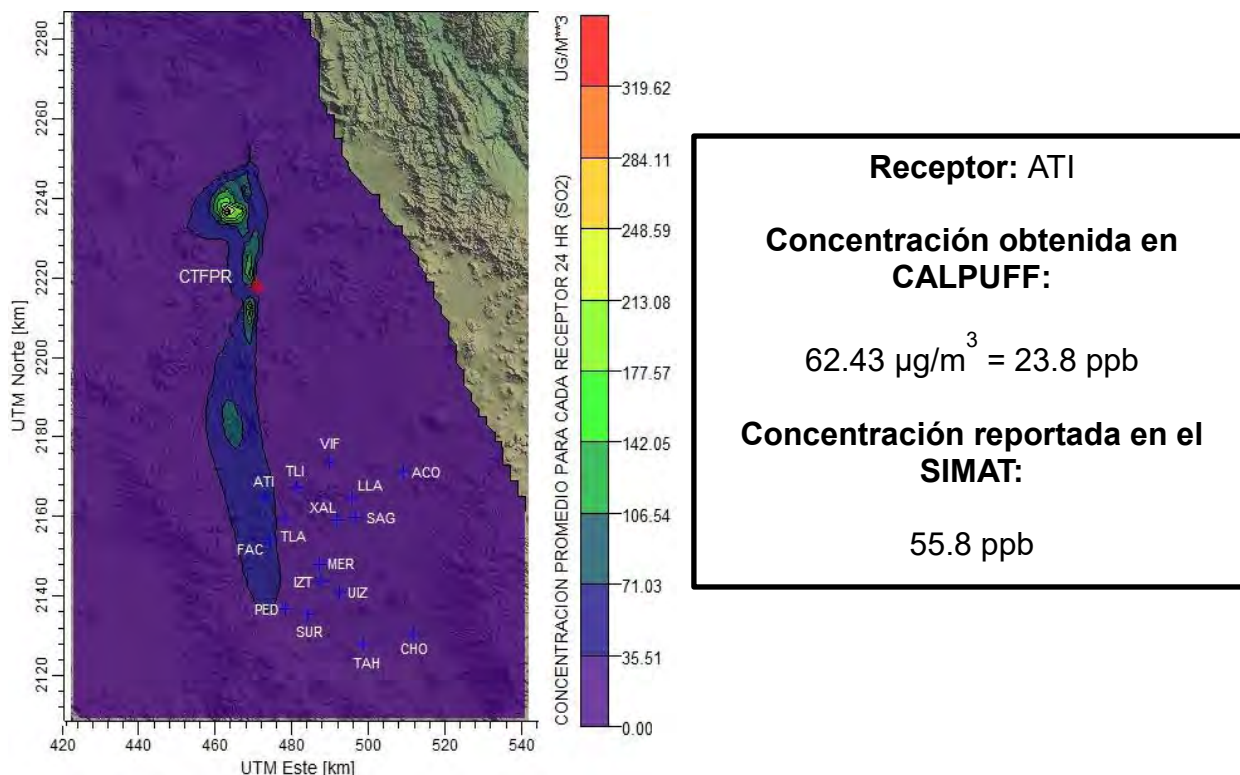 UG/M**3
CONCENTRACION PROMEDIO PARA CADA RECEPTOR 24 HR (SO2)
319.62
284.11
248.59
213.08
177.57
142.05
106.54
71.03
35.51
0.00
UTM Norte [km]
2280
2260
2240
2220
2200
2180
2160
2140
2120
CTFPR
VIF
TLI
ACO
ATI
LLA
XAL
SAG
TLA
FAC
MER
IZT
UIZ
PED
SUR
CHO
TAH
420
440
460
480
500
520
540
UTM Este [km]
Receptor: ATI
Concentración obtenida en
CALPUFF:
62.43 µg/m³ = 23.8 ppb
Concentración reportada en el
SIMAT:
55.8 ppb